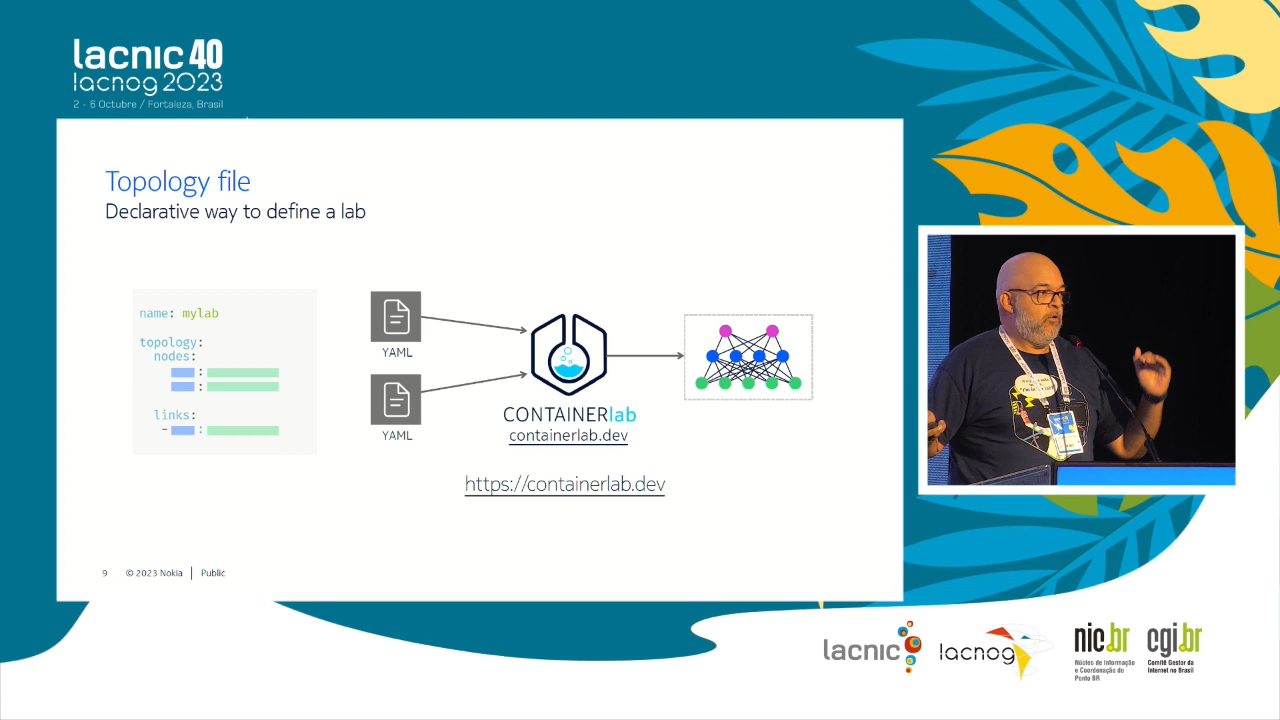 lacnic 40
lacnog 2023
2 - 6 Octubre / Fortaleza, Brasil
Topology file
Declarative way to define a lab
name: mylab
topology:
nodes:
:
:
links:
- :
YAML
YAML
CONTAINERlab
containerlab.dev
https://containerlab.dev
9 © 2023 Nokia | Public
lacnic
lacnog
nic.br
Núcleo de Informação
e Coordenação do
Ponto BR
cgi.br
Comitê Gestor da
Internet no Brasil